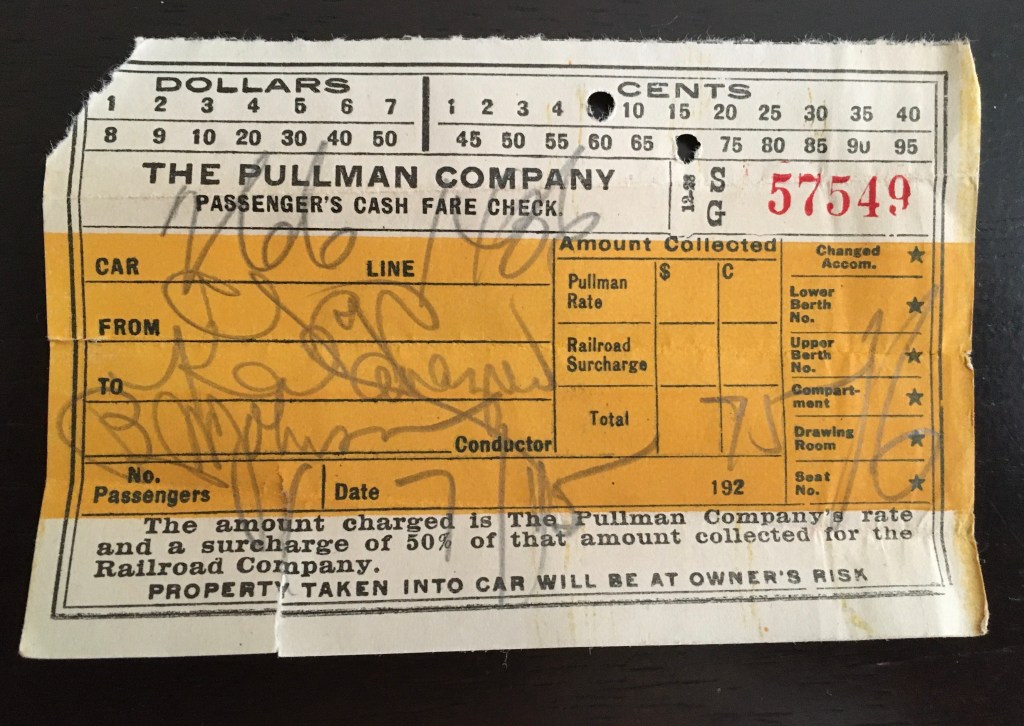 DOLLARS CENTS
1 2 3 4 5 6 7 1 2 3 4 10 15 20 25 30 35 40
8 9 10 20 30 40 50 45 50 55 60 65 75 80 85 90 95
THE PULLMAN COMPANY
PASSENGER'S CASH FARE CHECK.
12-28
S G
57549
CAR LINE
FROM
TO
Conductor
Amount Collected
$ C
Pullman Rate
Railroad Surcharge
Total 75
Changed Accom. ★
Lower Berth No. ★
Upper Berth No. ★
Compart-ment ★
Drawing Room ★
Seat No. ★
16
No. Passengers
Date 7/15 192
The amount charged is The Pullman Company's rate
and a surcharge of 50% of that amount collected for the
Railroad Company.
PROPERTY TAKEN INTO CAR WILL BE AT OWNER'S RISK